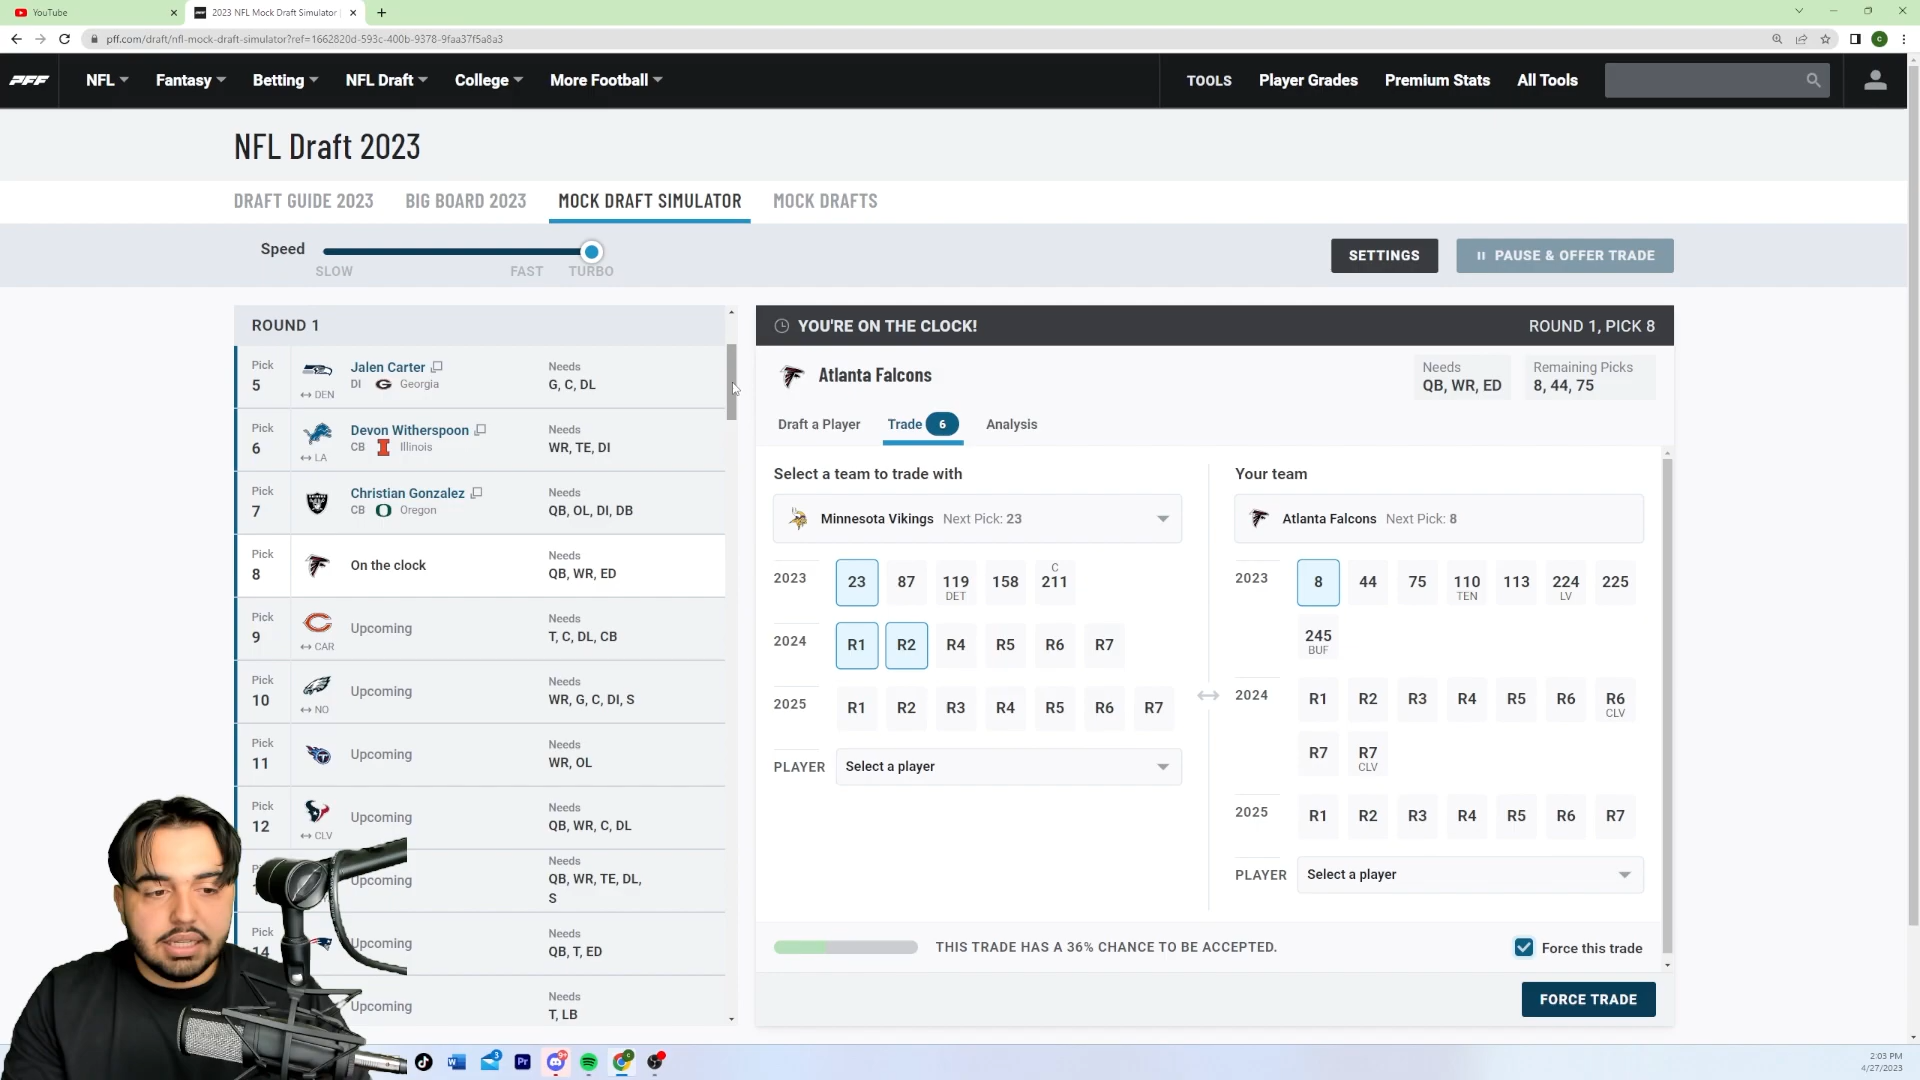 YouTube
2023 NFL Mock Draft Simulator |
pff.com/draft/nfl-mock-draft-simulator?ref=1662820d-593c-400b-9378-9faa37f5a8a3
PFF
NFL
Fantasy
Betting
NFL Draft
College
More Football
TOOLS
Player Grades
Premium Stats
All Tools
NFL Draft 2023
DRAFT GUIDE 2023
BIG BOARD 2023
MOCK DRAFT SIMULATOR
MOCK DRAFTS
Speed
SLOW
FAST
TURBO
SETTINGS
PAUSE & OFFER TRADE
ROUND 1
Pick
5
DEN
Jalen Carter
DI Georgia
Needs
G, C, DL
Pick
6
LA
Devon Witherspoon
CB Illinois
Needs
WR, TE, DI
Pick
7
Christian Gonzalez
CB Oregon
Needs
QB, OL, DI, DB
Pick
8
On the clock
Needs
QB, WR, ED
Pick
9
CAR
Upcoming
Needs
T, C, DL, CB
Pick
10
NO
Upcoming
Needs
WR, G, C, DI, S
Pick
11
Upcoming
Needs
WR, OL
Pick
12
CLV
Upcoming
Needs
QB, WR, C, DL
Upcoming
Needs
QB, WR, TE, DL,
S
Pick
14
Upcoming
Needs
QB, T, ED
Upcoming
Needs
T, LB
YOU'RE ON THE CLOCK!
ROUND 1, PICK 8
Atlanta Falcons
Needs
QB, WR, ED
Remaining Picks
8, 44, 75
Draft a Player
Trade 6
Analysis
Select a team to trade with
Minnesota Vikings Next Pick: 23
2023
23
87
119
DET
158
C
211
2024
R1
R2
R4
R5
R6
R7
2025
R1
R2
R3
R4
R5
R6
R7
PLAYER
Select a player
Your team
Atlanta Falcons Next Pick: 8
2023
8
44
75
110
TEN
113
224
LV
225
245
BUF
2024
R1
R2
R3
R4
R5
R6
R6
CLV
R7
R7
CLV
2025
R1
R2
R3
R4
R5
R6
R7
PLAYER
Select a player
THIS TRADE HAS A 36% CHANCE TO BE ACCEPTED.
Force this trade
FORCE TRADE
2:03 PM
4/27/2023